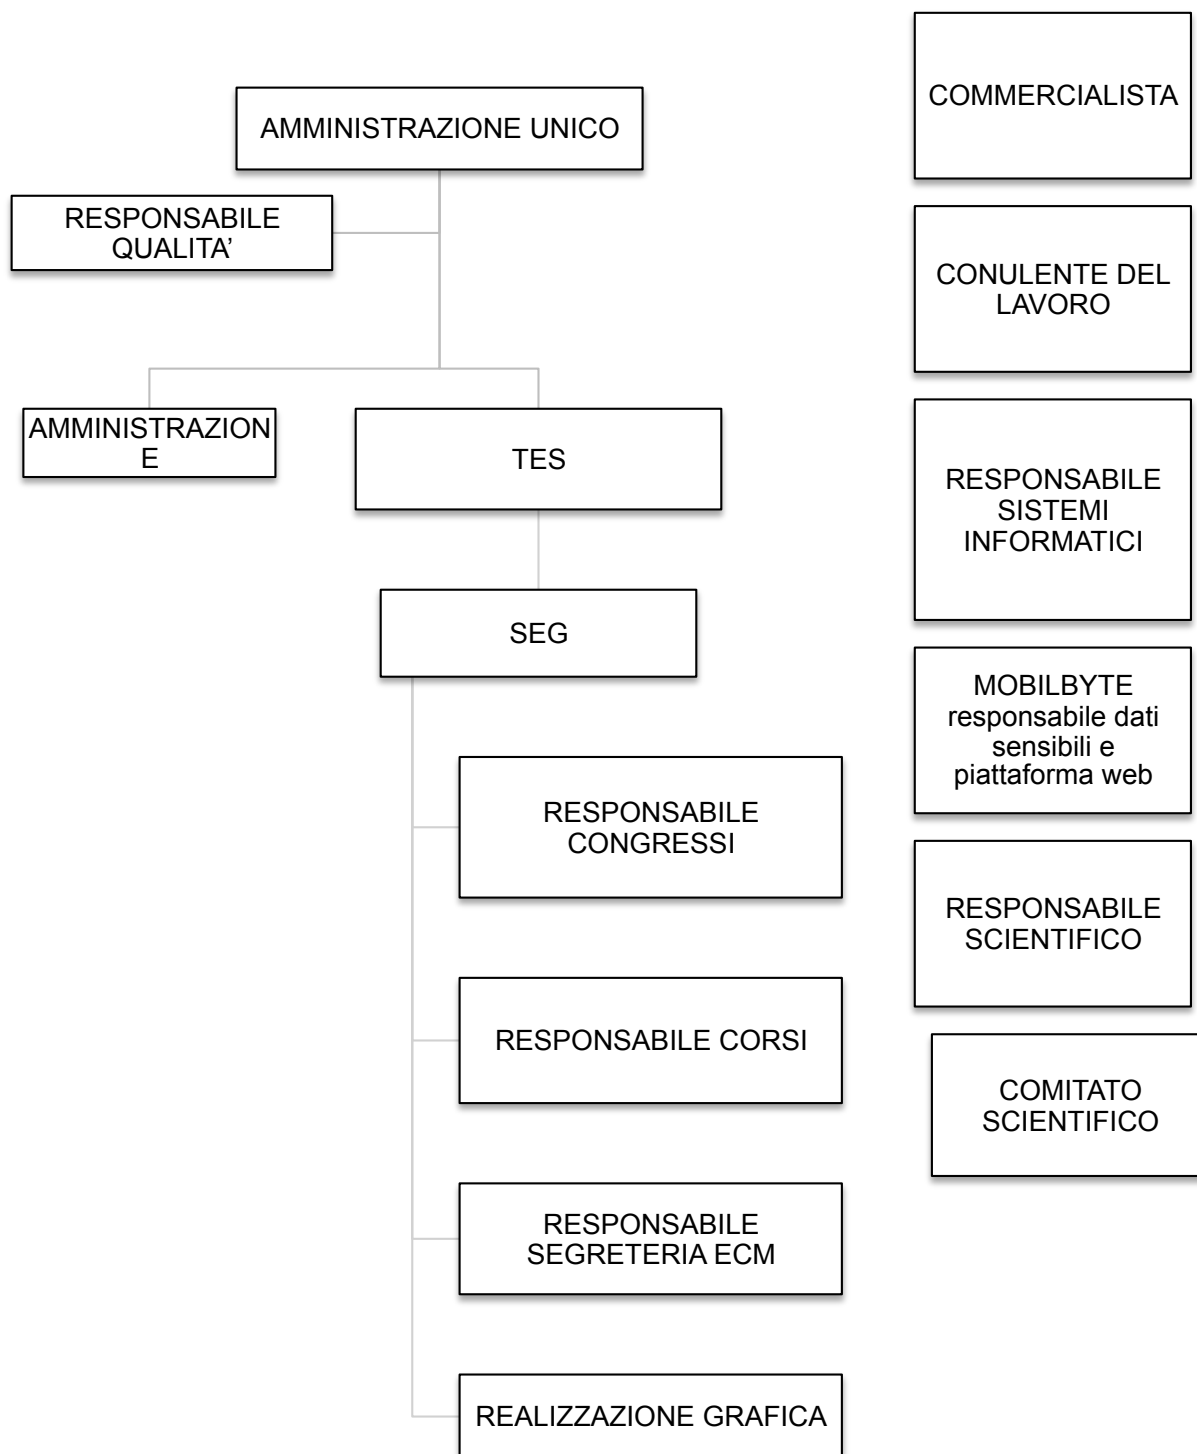 AMMINISTRAZIONE UNICO
RESPONSABILE
QUALITA’
AMMINISTRAZION
E
TES
SEG
RESPONSABILE
CONGRESSI
RESPONSABILE CORSI
RESPONSABILE
SEGRETERIA ECM
REALIZZAZIONE GRAFICA
COMMERCIALISTA
CONULENTE DEL
LAVORO
RESPONSABILE
SISTEMI
INFORMATICI
MOBILBYTE
responsabile dati
sensibili e
piattaforma web
RESPONSABILE
SCIENTIFICO
COMITATO
SCIENTIFICO